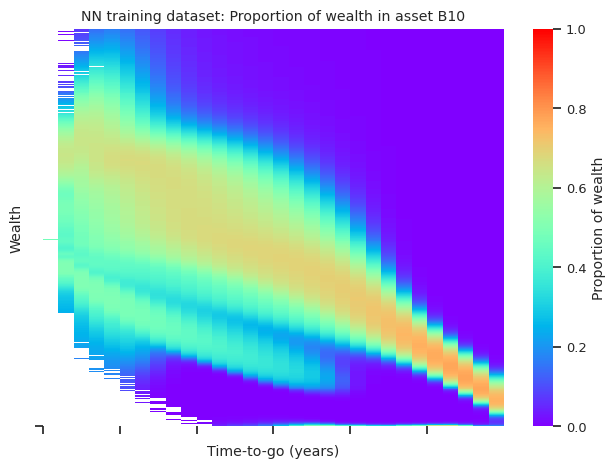 NN training dataset: Proportion of wealth in asset B10
Wealth
Time-to-go (years)
1.0
0.8
0.6
0.4
0.2
0.0
Proportion of wealth